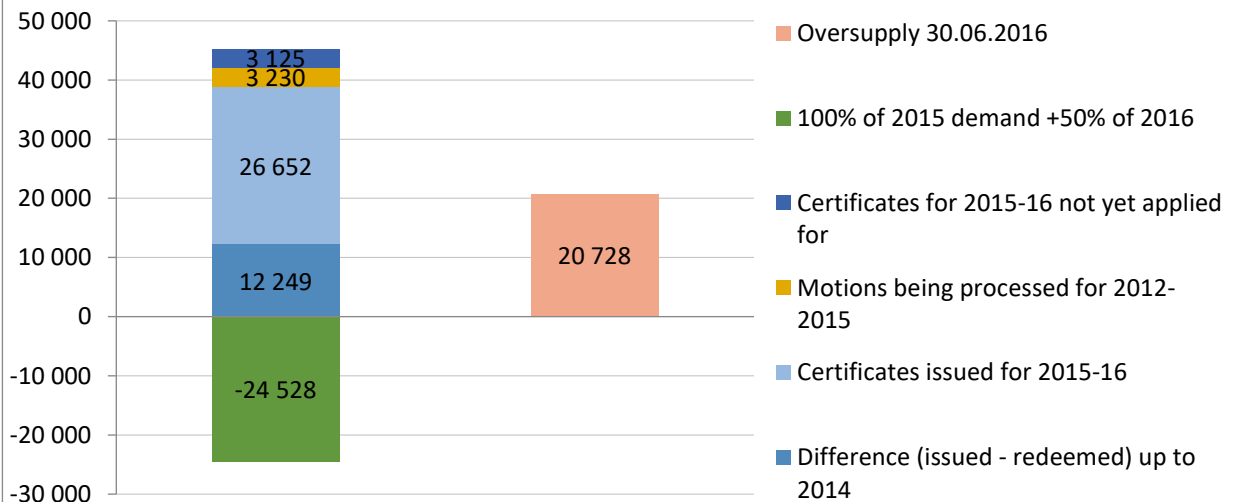 50 000
40 000
30 000
20 000
10 000
0
-10 000
-20 000
-30 000
3 125
3 230
26 652
12 249
-24 528
20 728
Oversupply 30.06.2016
100% of 2015 demand +50% of 2016
Certificates for 2015-16 not yet applied
for
Motions being processed for 2012-
2015
Certificates issued for 2015-16
Difference (issued - redeemed) up to
2014